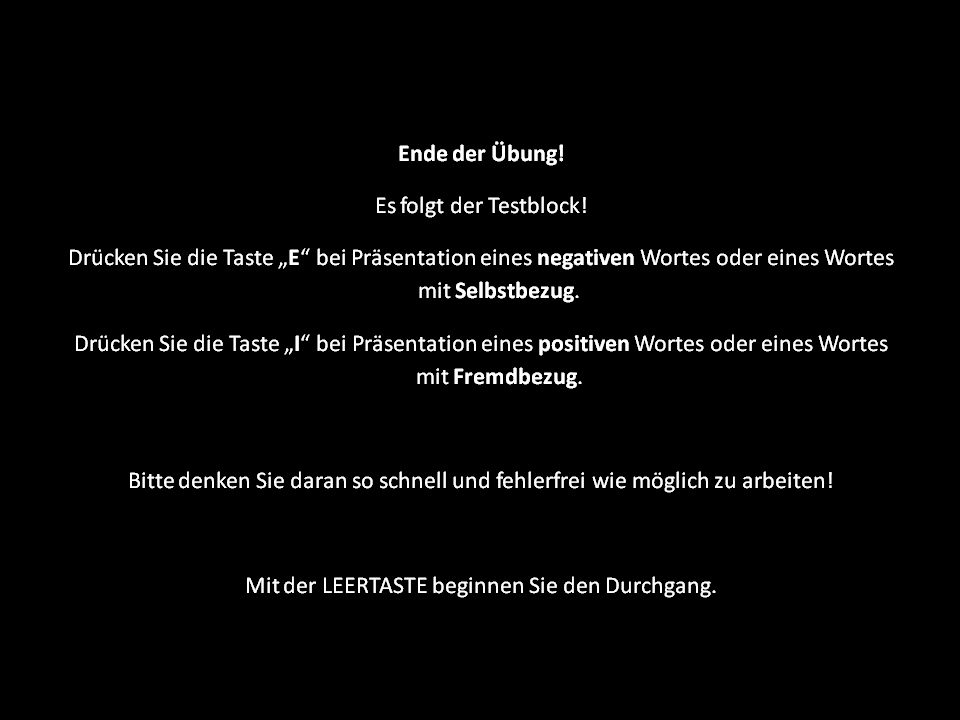 Ende der Übung!
Es folgt der Testblock!
Drücken Sie die Taste „E“ bei Präsentation eines negativen Wortes oder eines Wortes
mit Selbstbezug.
Drücken Sie die Taste „I“ bei Präsentation eines positiven Wortes oder eines Wortes
mit Fremdbezug.
Bitte denken Sie daran so schnell und fehlerfrei wie möglich zu arbeiten!
Mit der LEERTASTE beginnen Sie den Durchgang.